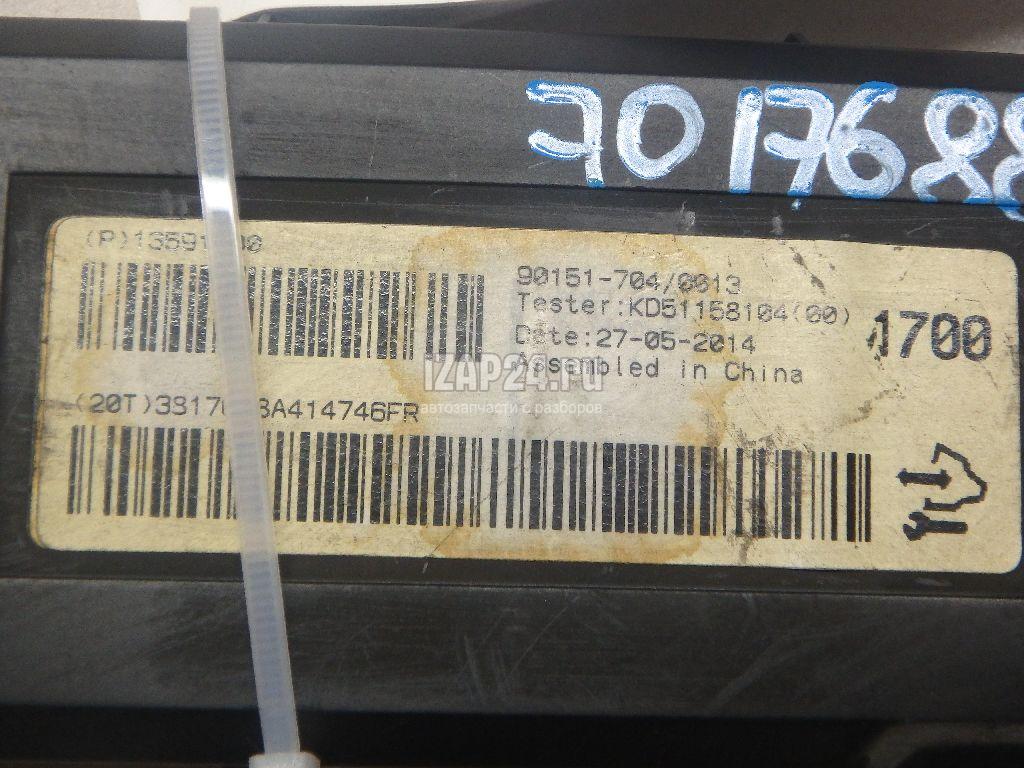 7017688
(P)13591
90151-704/0013
Tester:KD51158104(00)
Date:27-05-2014
Assembled in China
1700
IZAP24.ru
автозапчасти с разборов
(20T)3317 3A414746FR